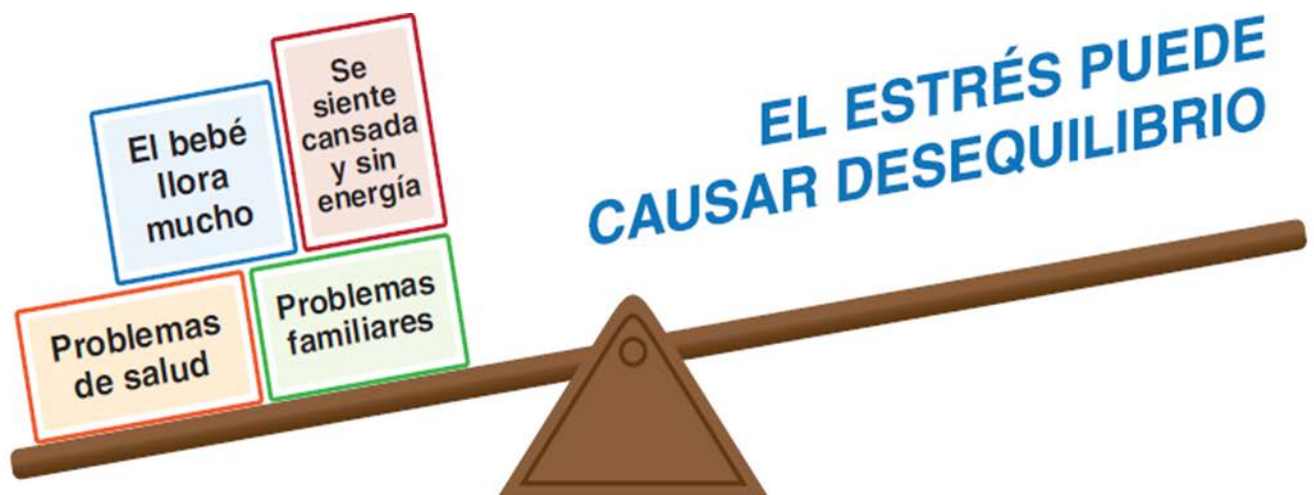 Se
siente
cansada
y sin
energía
El bebé
llora
mucho
Problemas
de salud
Problemas
familiares
EL ESTRÉS PUEDE
CAUSAR DESEQUILIBRIO